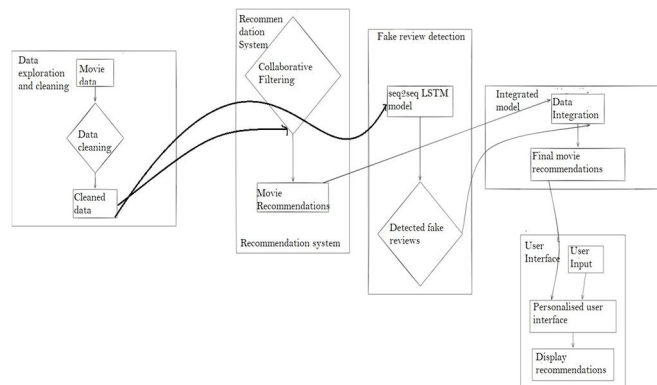 Data
exploration
and cleaning
Movie
data
Data
cleaning
Cleaned
data
Recommen
dation
System
Collaborative
Filtering
Movie
Recommendations
Recommendation system
Fake review detection
seq2seq LSTM
model
Detected fake
reviews
Integrated
model
Data
Integration
Final movie
recommendations
User
Interface
User
Input
Personalised user
interface
Display
recommendations